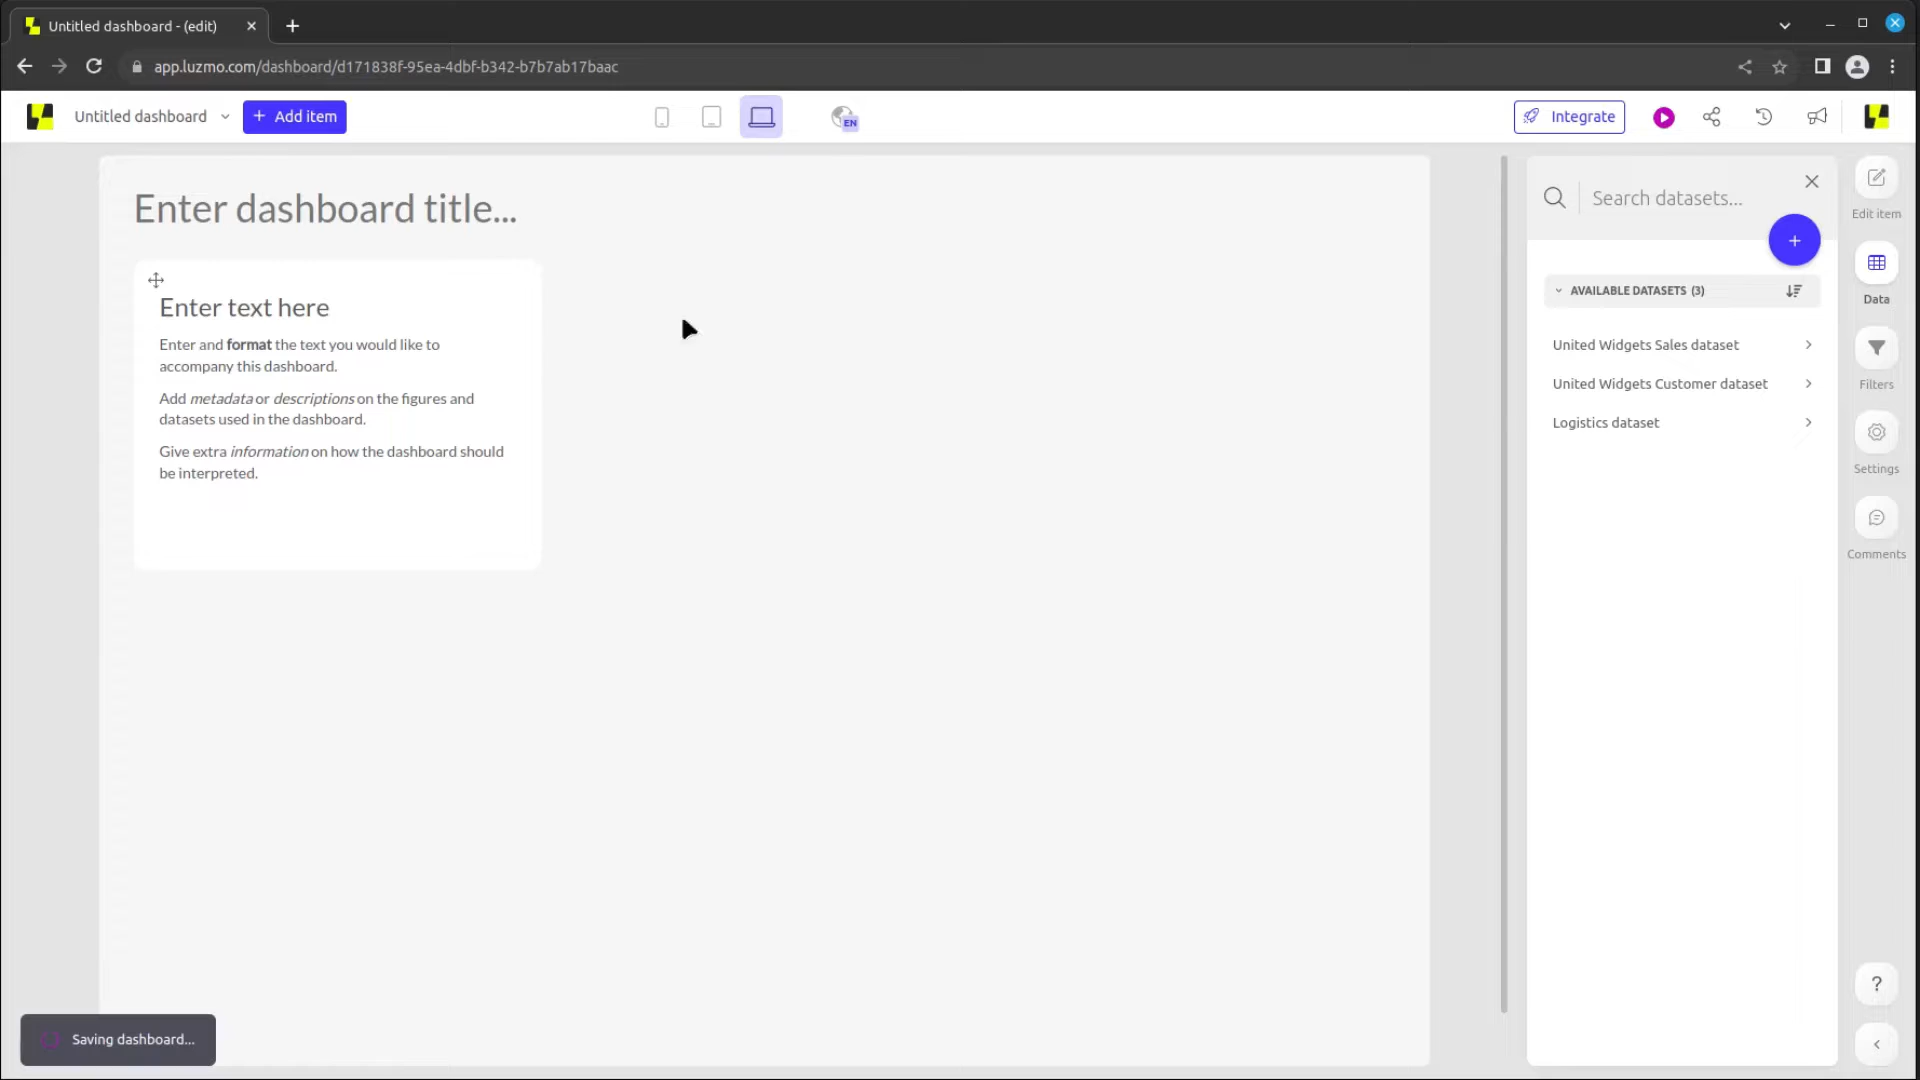 Untitled dashboard - (edit)
app.luzmo.com/dashboard/d171838f-95ea-4dbf-b342-b7b7ab17baac
Untitled dashboard
+ Add item
EN
Integrate
Enter dashboard title...
Enter text here
Enter and format the text you would like to
accompany this dashboard.
Add metadata or descriptions on the figures and
datasets used in the dashboard.
Give extra information on how the dashboard should
be interpreted.
Saving dashboard...
Search datasets...
AVAILABLE DATASETS (3)
United Widgets Sales dataset
United Widgets Customer dataset
Logistics dataset
Edit item
Data
Filters
Settings
Comments
?